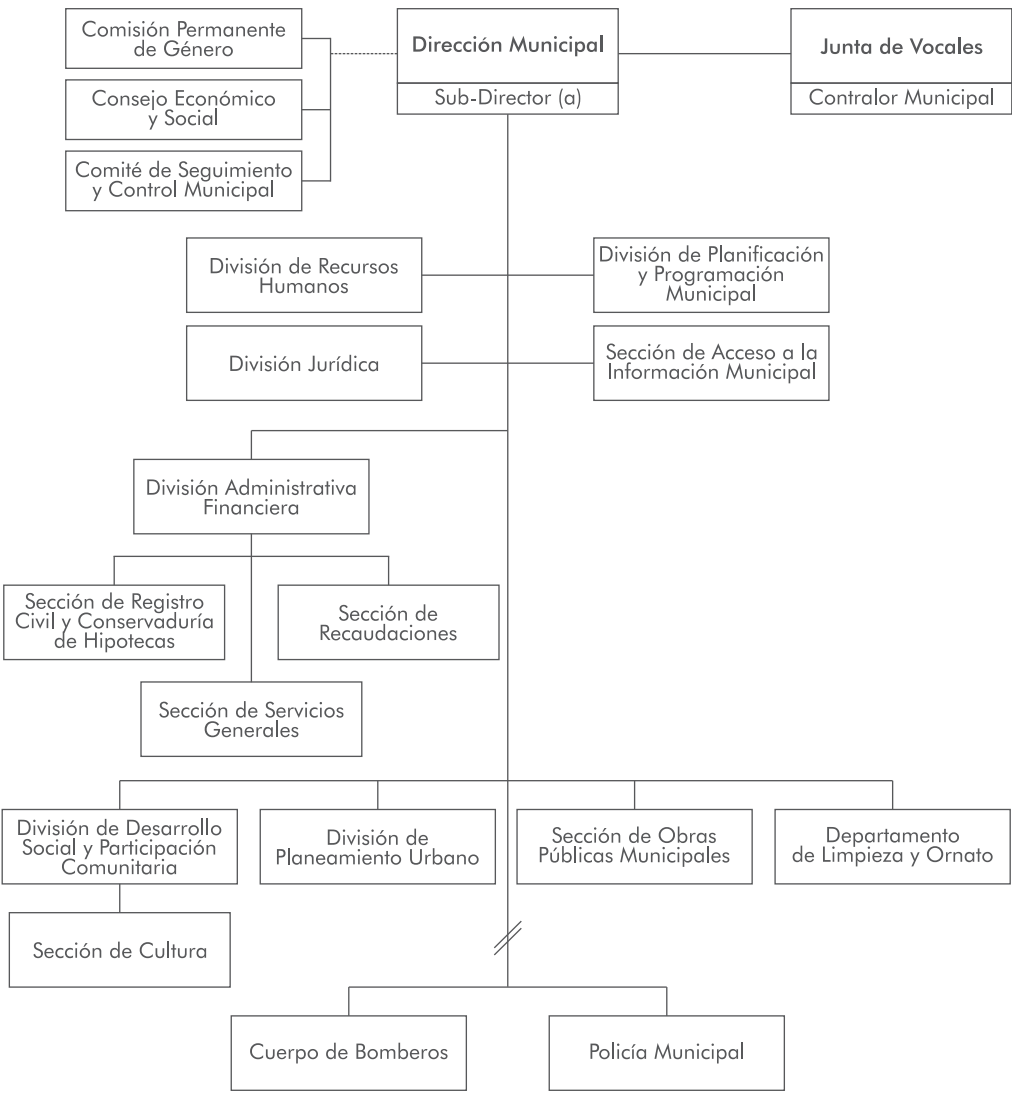 Comisión Permanente
de Género
Dirección Municipal
Junta de Vocales
Sub-Director (a)
Contralor Municipal
Consejo Económico
y Social
Comité de Seguimiento
y Control Municipal
División de Recursos
Humanos
División de Planificación
y Programación
Municipal
División Jurídica
Sección de Acceso a la
Información Municipal
División Administrativa
Financiera
Sección de Registro
Civil y Conservaduría
de Hipotecas
Sección de
Recaudaciones
Sección de Servicios
Generales
División de Desarrollo
Social y Participación
Comunitaria
División de
Planeamiento Urbano
Sección de Obras
Públicas Municipales
Departamento
de Limpieza y Ornato
Sección de Cultura
Cuerpo de Bomberos
Policía Municipal